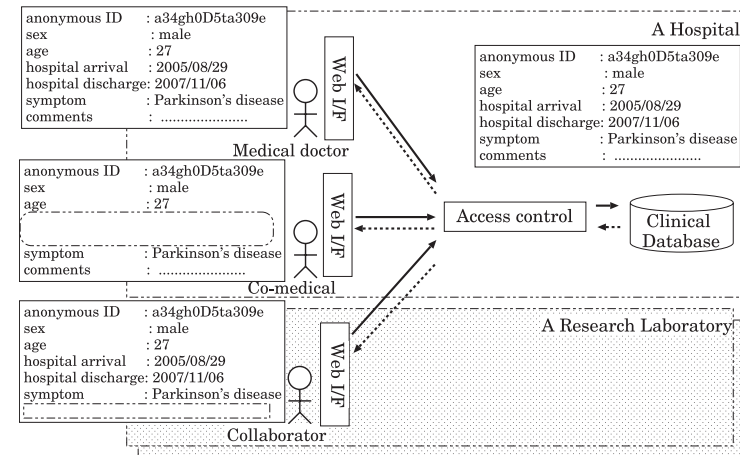 anonymous ID : a34gh0D5ta309e
sex : male
age : 27
hospital arrival : 2005/08/29
hospital discharge: 2007/11/06
symptom : Parkinson's disease
comments : ......................
Web I/F
Medical doctor
A Hospital
anonymous ID : a34gh0D5ta309e
sex : male
age : 27
hospital arrival : 2005/08/29
hospital discharge: 2007/11/06
symptom : Parkinson's disease
comments : ......................
anonymous ID : a34gh0D5ta309e
sex : male
age : 27
symptom : Parkinson's disease
comments : ......................
Web I/F
Co-medical
Access control
Clinical
Database
anonymous ID : a34gh0D5ta309e
sex : male
age : 27
hospital arrival : 2005/08/29
hospital discharge: 2007/11/06
symptom : Parkinson's disease
Web I/F
Collaborator
A Research Laboratory